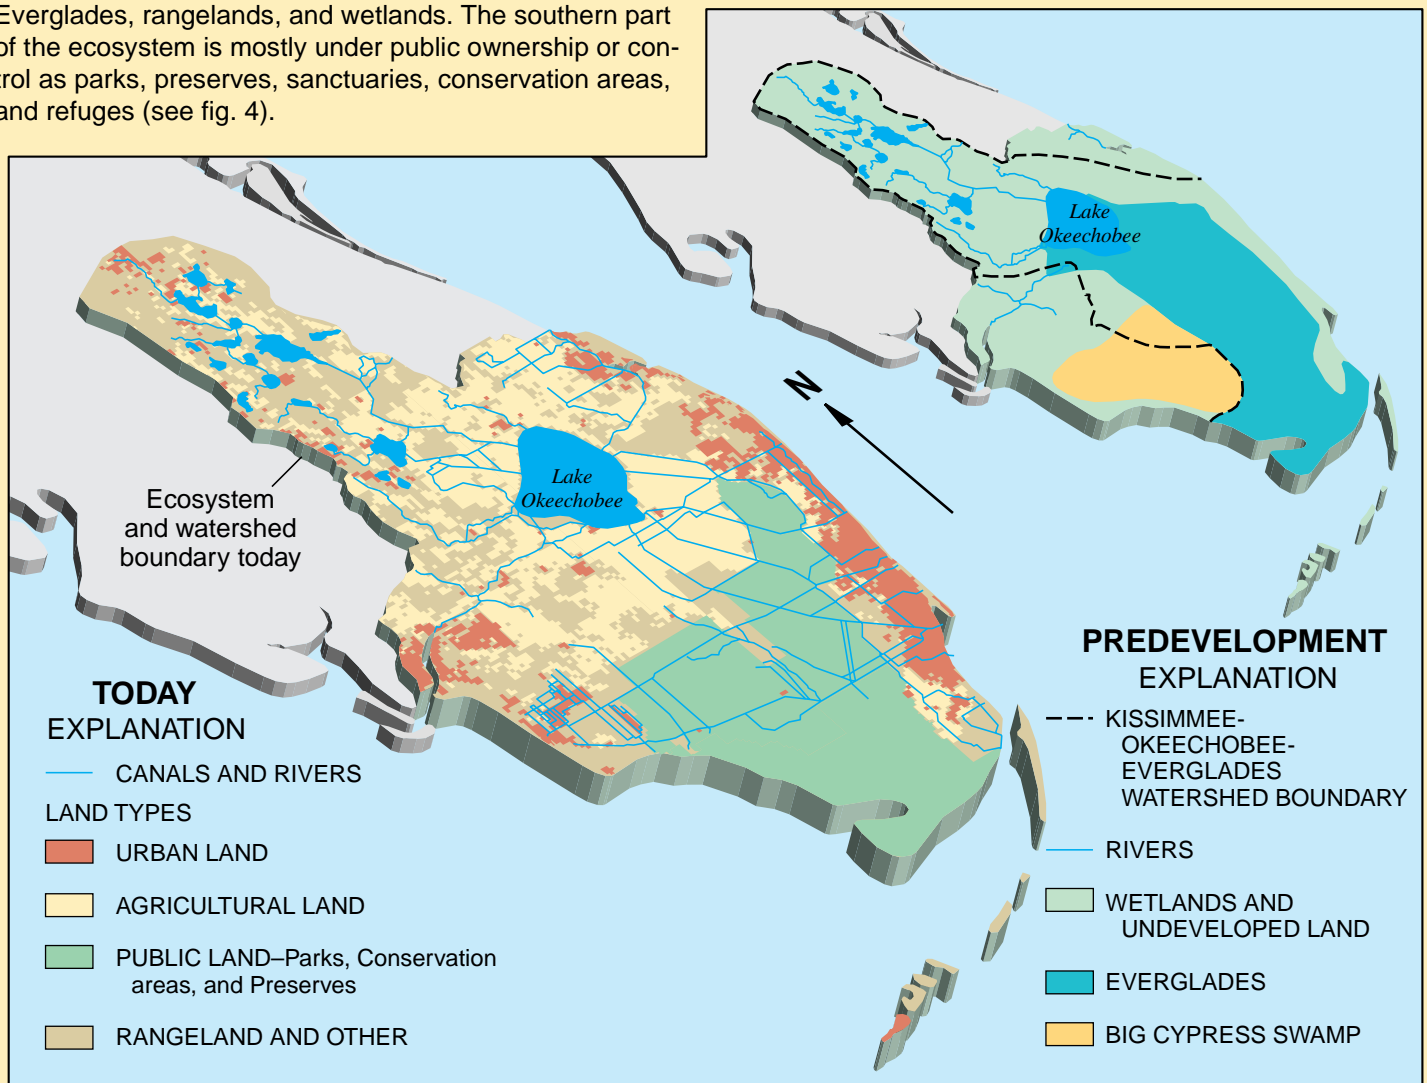 Everglades, rangelands, and wetlands. The southern part
of the ecosystem is mostly under public ownership or con-
trol as parks, preserves, sanctuaries, conservation areas,
and refuges (see fig. 4).
Lake
Okeechobee
N
Lake
Okeechobee
Ecosystem
and watershed
boundary today
TODAY
EXPLANATION
CANALS AND RIVERS
LAND TYPES
URBAN LAND
AGRICULTURAL LAND
PUBLIC LAND–Parks, Conservation
areas, and Preserves
RANGELAND AND OTHER
PREDEVELOPMENT
EXPLANATION
KISSIMMEE-
OKEECHOBEE-
EVERGLADES
WATERSHED BOUNDARY
RIVERS
WETLANDS AND
UNDEVELOPED LAND
EVERGLADES
BIG CYPRESS SWAMP